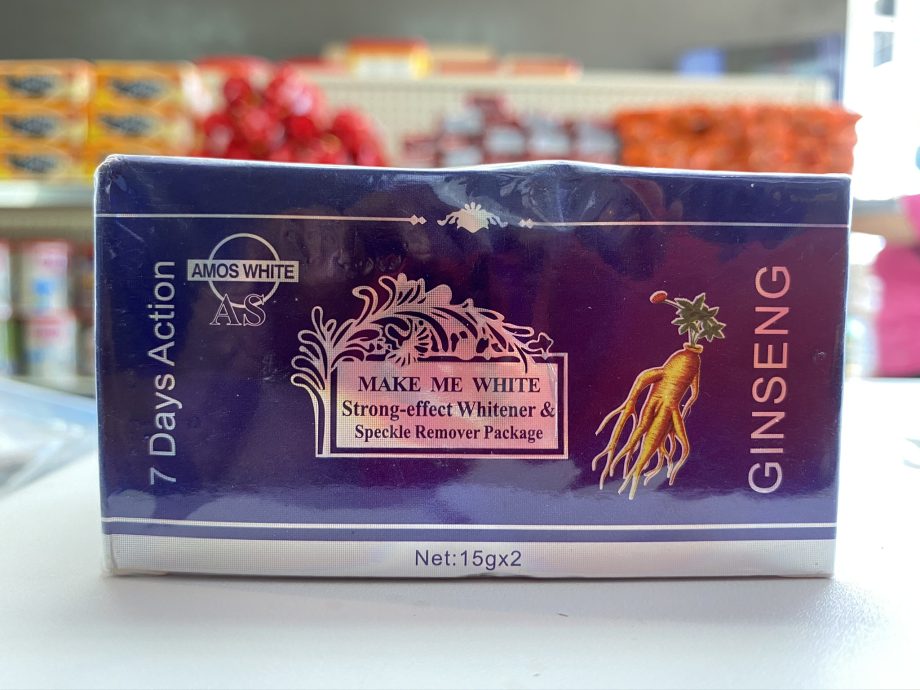 7 Days Action
AMOS WHITE
AS
MAKE ME WHITE
Strong-effect Whitener &
Speckle Remover Package
GINSENG
Net:15gx2